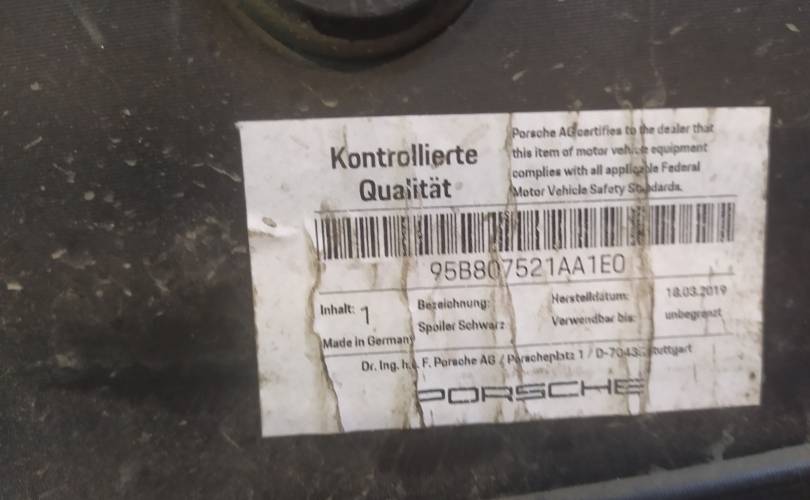 Kontrollierte
Qualität
Porsche AG certifies to the dealer that
this item of motor vehicle equipment
complies with all applicable Federal
Motor Vehicle Safety Standards.
95B807521AA1E0
Inhalt: 1
Made in Germany
Bezeichnung:
Spoiler Schwarz
Herstelldatum: 18.03.2019
Verwendbar bis: unbegrenzt
Dr. Ing. h.c. F. Porsche AG / Porscheplatz 1 / Stuttgart
PORSCHE